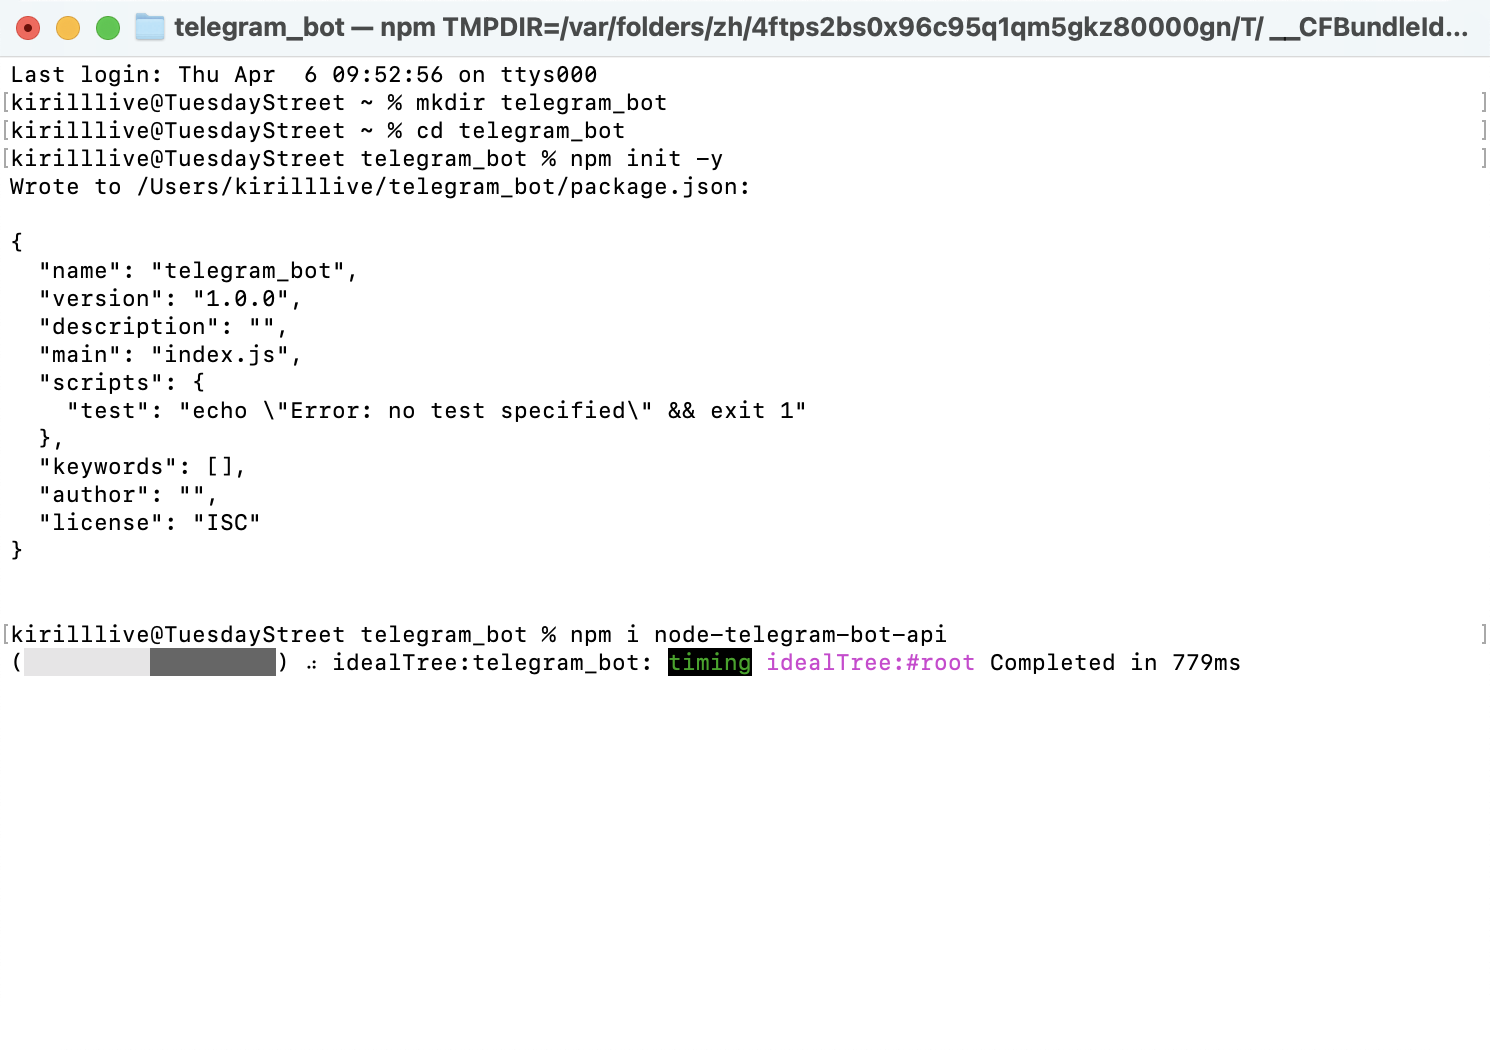 telegram_bot — npm TMPDIR=/var/folders/zh/4ftps2bs0x96c95q1qm5gkz80000gn/T/ __CFBundleId...
Last login: Thu Apr  6 09:52:56 on ttys000
[kirilllive@TuesdayStreet ~ % mkdir telegram_bot ]
[kirilllive@TuesdayStreet ~ % cd telegram_bot ]
[kirilllive@TuesdayStreet telegram_bot % npm init -y ]
Wrote to /Users/kirilllive/telegram_bot/package.json:
{
  "name": "telegram_bot",
  "version": "1.0.0",
  "description": "",
  "main": "index.js",
  "scripts": {
    "test": "echo \"Error: no test specified\" && exit 1"
  },
  "keywords": [],
  "author": "",
  "license": "ISC"
}
[kirilllive@TuesdayStreet telegram_bot % npm i node-telegram-bot-api ]
(                  ) ⠴ idealTree:telegram_bot: timing idealTree:#root Completed in 779ms